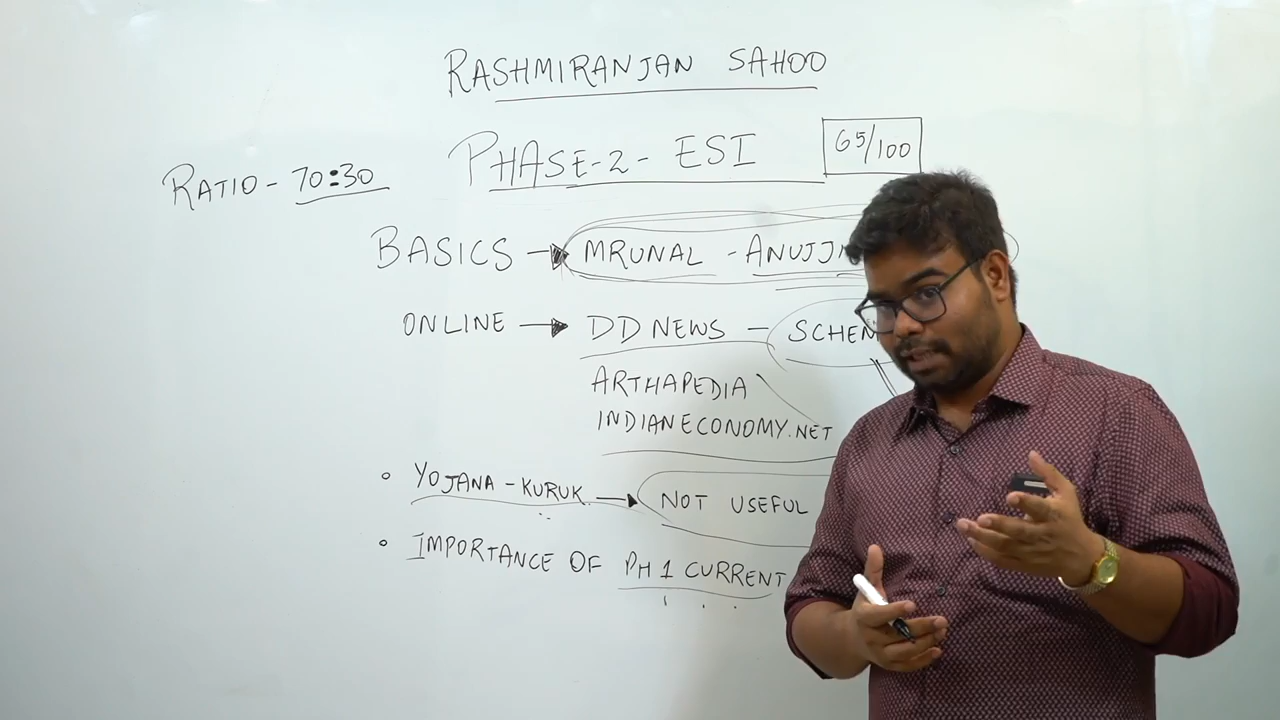 RASHMIRANJAN SAHOO
PHASE-2- ESI 65/100
RATIO - 70:30
BASICS → MRUNAL -
ONLINE → DD NEWS -
ARTHAPEDIA
INDIANECONOMY.NET
• YOJANA - KURUK → NOT USEFUL
• IMPORTANCE OF PH 1 CURRENT